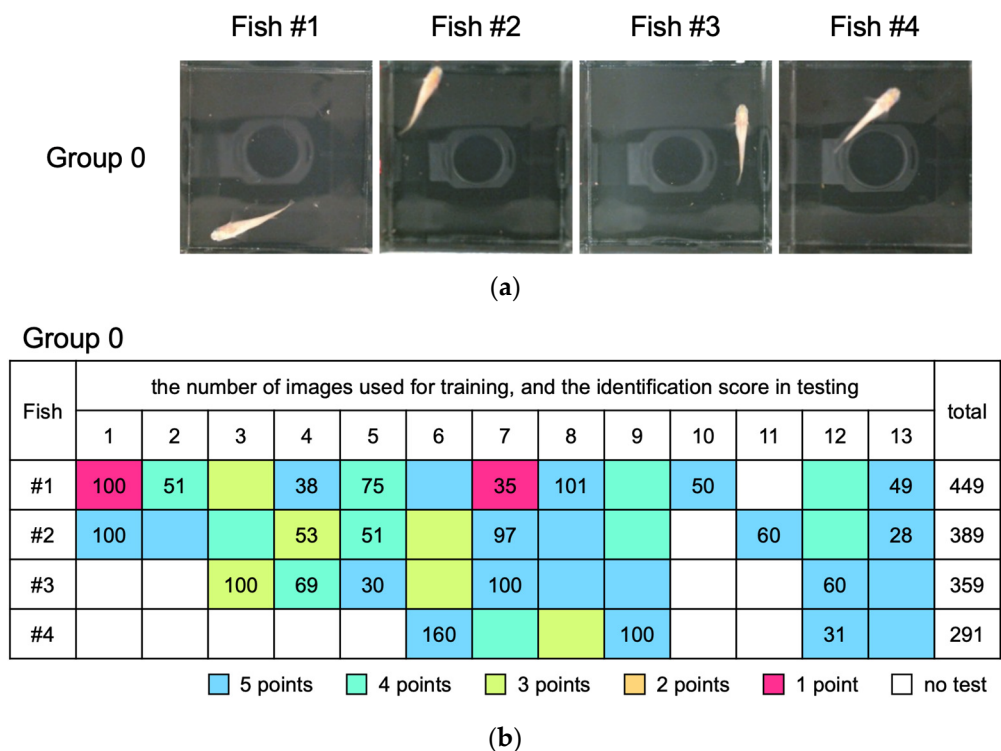 Fish #1 Fish #2 Fish #3 Fish #4
Group 0
(a)
Group 0
Fish the number of images used for training, and the identification score in testing total
1 2 3 4 5 6 7 8 9 10 11 12 13
#1 100 51 38 75 35 101 50 49 449
#2 100 53 51 97 60 28 389
#3 100 69 30 100 60 359
#4 160 100 31 291
5 points 4 points 3 points 2 points 1 point no test
(b)